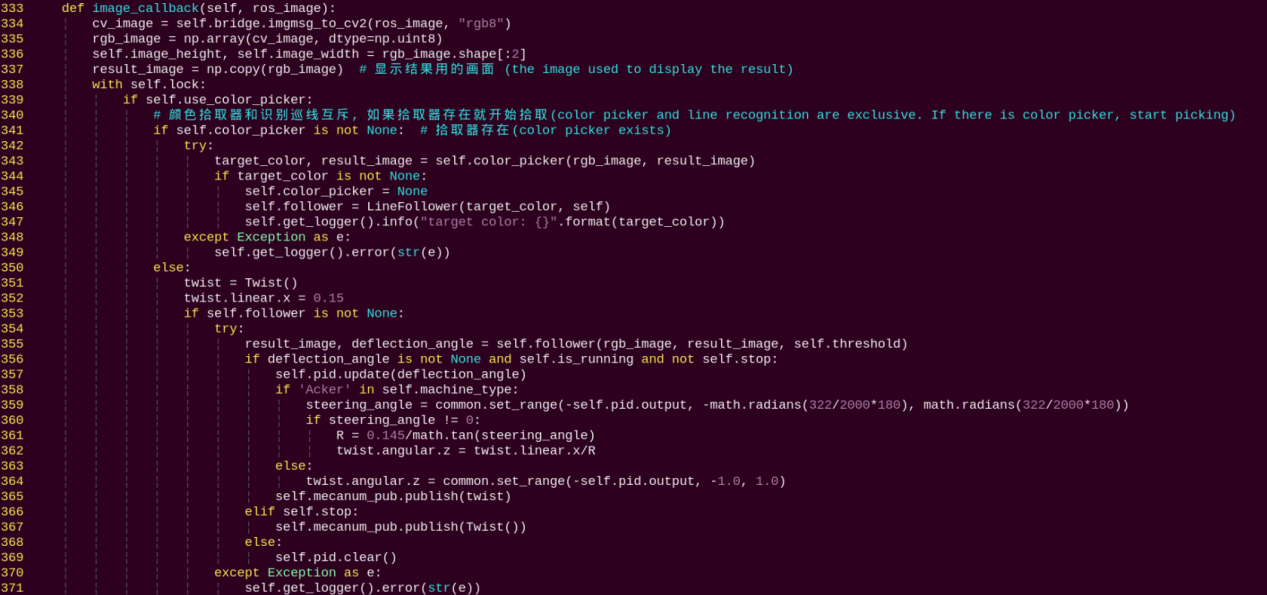 333     def image_callback(self, ros_image):
334         cv_image = self.bridge.imgmsg_to_cv2(ros_image, "rgb8")
335         rgb_image = np.array(cv_image, dtype=np.uint8)
336         self.image_height, self.image_width = rgb_image.shape[:2]
337         result_image = np.copy(rgb_image)  # 显示结果用的画面 (the image used to display the result)
338         with self.lock:
339             if self.use_color_picker:
340                 # 颜色拾取器和识别巡线互斥, 如果拾取器存在就开始拾取(color picker and line recognition are exclusive. If there is color picker, start picking)
341                 if self.color_picker is not None:  # 拾取器存在(color picker exists)
342                     try:
343                         target_color, result_image = self.color_picker(rgb_image, result_image)
344                         if target_color is not None:
345                             self.color_picker = None
346                             self.follower = LineFollower(target_color, self)
347                             self.get_logger().info("target color: {}".format(target_color))
348                     except Exception as e:
349                         self.get_logger().error(str(e))
350                 else:
351                     twist = Twist()
352                     twist.linear.x = 0.15
353                     if self.follower is not None:
354                         try:
355                             result_image, deflection_angle = self.follower(rgb_image, result_image, self.threshold)
356                             if deflection_angle is not None and self.is_running and not self.stop:
357                                 self.pid.update(deflection_angle)
358                                 if 'Acker' in self.machine_type:
359                                     steering_angle = common.set_range(-self.pid.output, -math.radians(322/2000*180), math.radians(322/2000*180))
360                                     if steering_angle != 0:
361                                         R = 0.145/math.tan(steering_angle)
362                                         twist.angular.z = twist.linear.x/R
363                                 else:
364                                     twist.angular.z = common.set_range(-self.pid.output, -1.0, 1.0)
365                                 self.mecanum_pub.publish(twist)
366                             elif self.stop:
367                                 self.mecanum_pub.publish(Twist())
368                             else:
369                                 self.pid.clear()
370                         except Exception as e:
371                             self.get_logger().error(str(e))